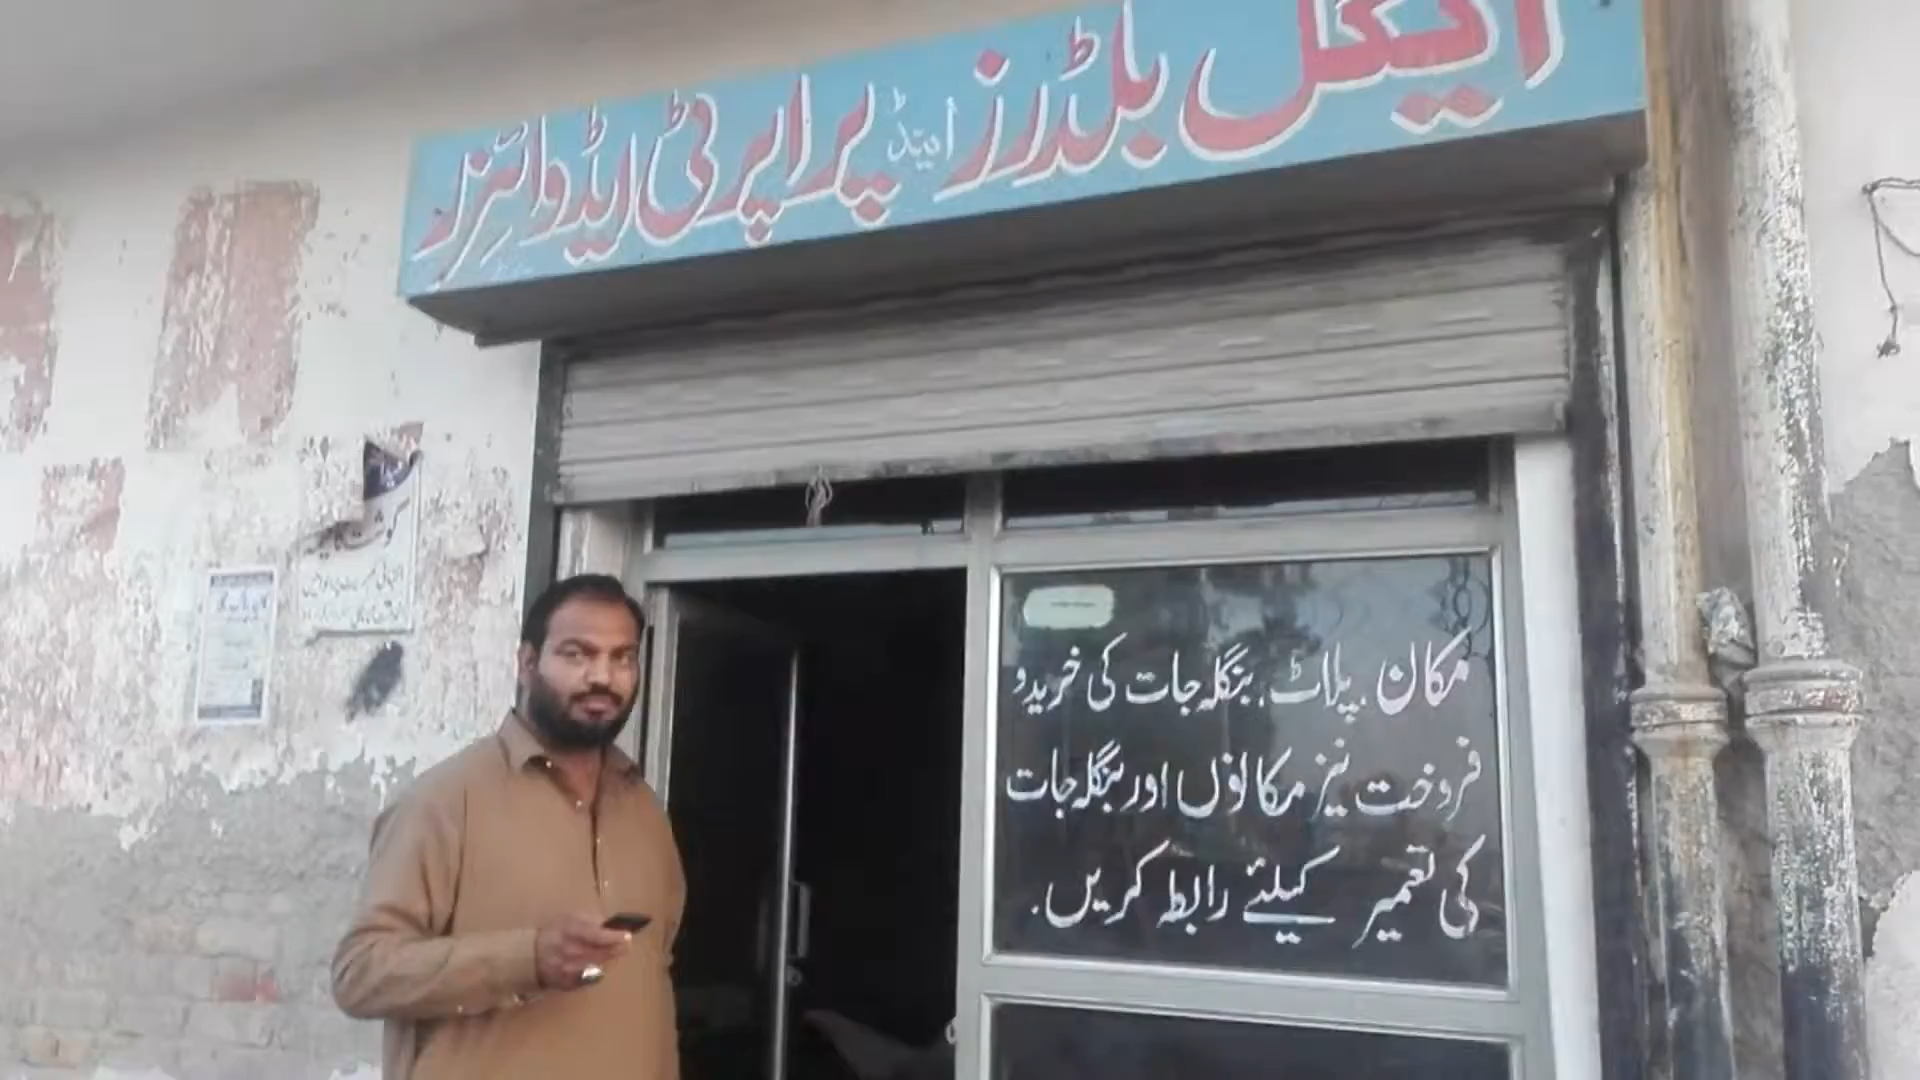 ایگل بلڈرز اینڈ پراپرٹی ایڈوائزر
مکان، پلاٹ، بنگلہ جات کی خرید و
فروخت نیز مکانوں اور بنگلہ جات
کی تعمیر کیلئے رابطہ کریں۔